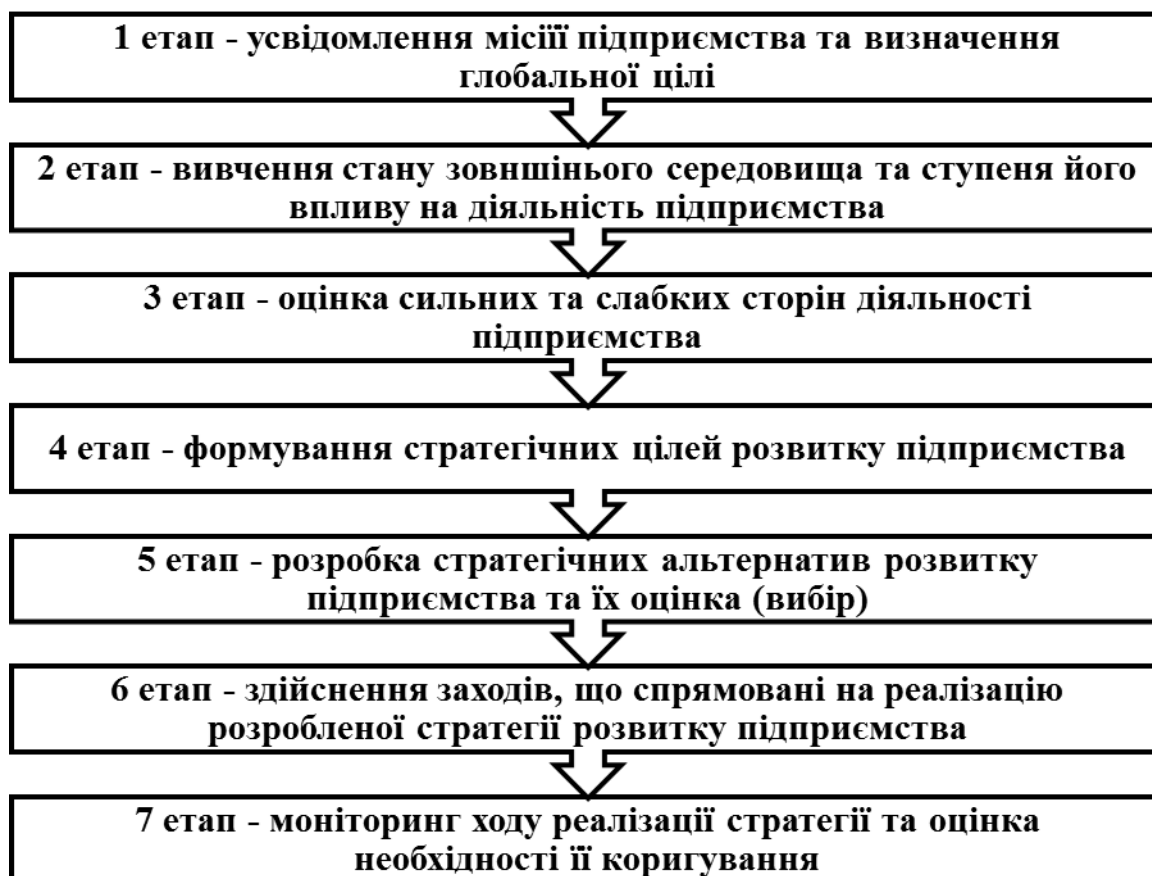 1 етап - усвідомлення місіїї підприємства та визначення
глобальної цілі
2 етап - вивчення стану зовншінього середовища та ступеня його
впливу на діяльність підприємства
3 етап - оцінка сильних та слабких сторін діяльності
підприємства
4 етап - формування стратегічних цілей розвитку підприємства
5 етап - розробка стратегічних альтернатив розвитку
підприємства та їх оцінка (вибір)
6 етап - здійснення заходів, що спрямовані на реалізацію
розробленої стратегії розвитку підприємства
7 етап - моніторинг ходу реалізації стратегії та оцінка
необхідності її коригування